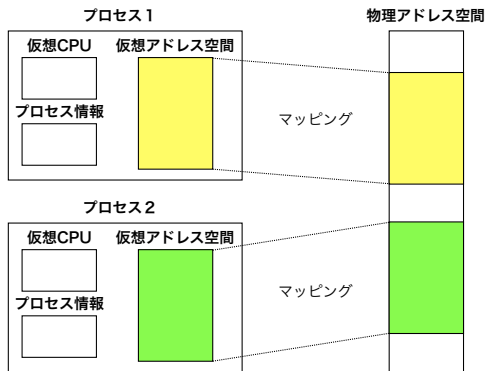 プロセス1
物理アドレス空間
仮想CPU
仮想アドレス空間
プロセス情報
マッピング
プロセス2
仮想CPU
仮想アドレス空間
プロセス情報
マッピング